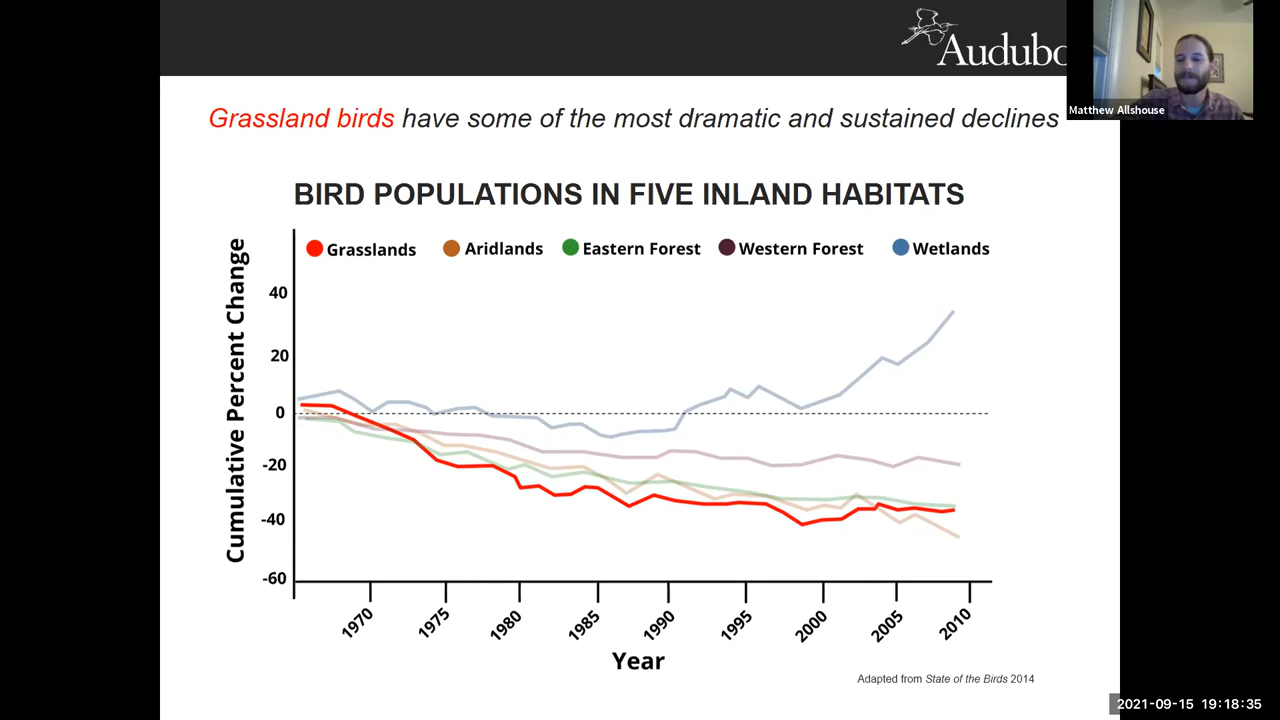 Audubo
Matthew Allshouse
Grassland birds have some of the most dramatic and sustained declines
BIRD POPULATIONS IN FIVE INLAND HABITATS
Grasslands Aridlands Eastern Forest Western Forest Wetlands
Cumulative Percent Change
40
20
0
-20
-40
-60
1970 1975 1980 1985 1990 1995 2000 2005 2010
Year
Adapted from State of the Birds 2014
2021-09-15 19:18:35